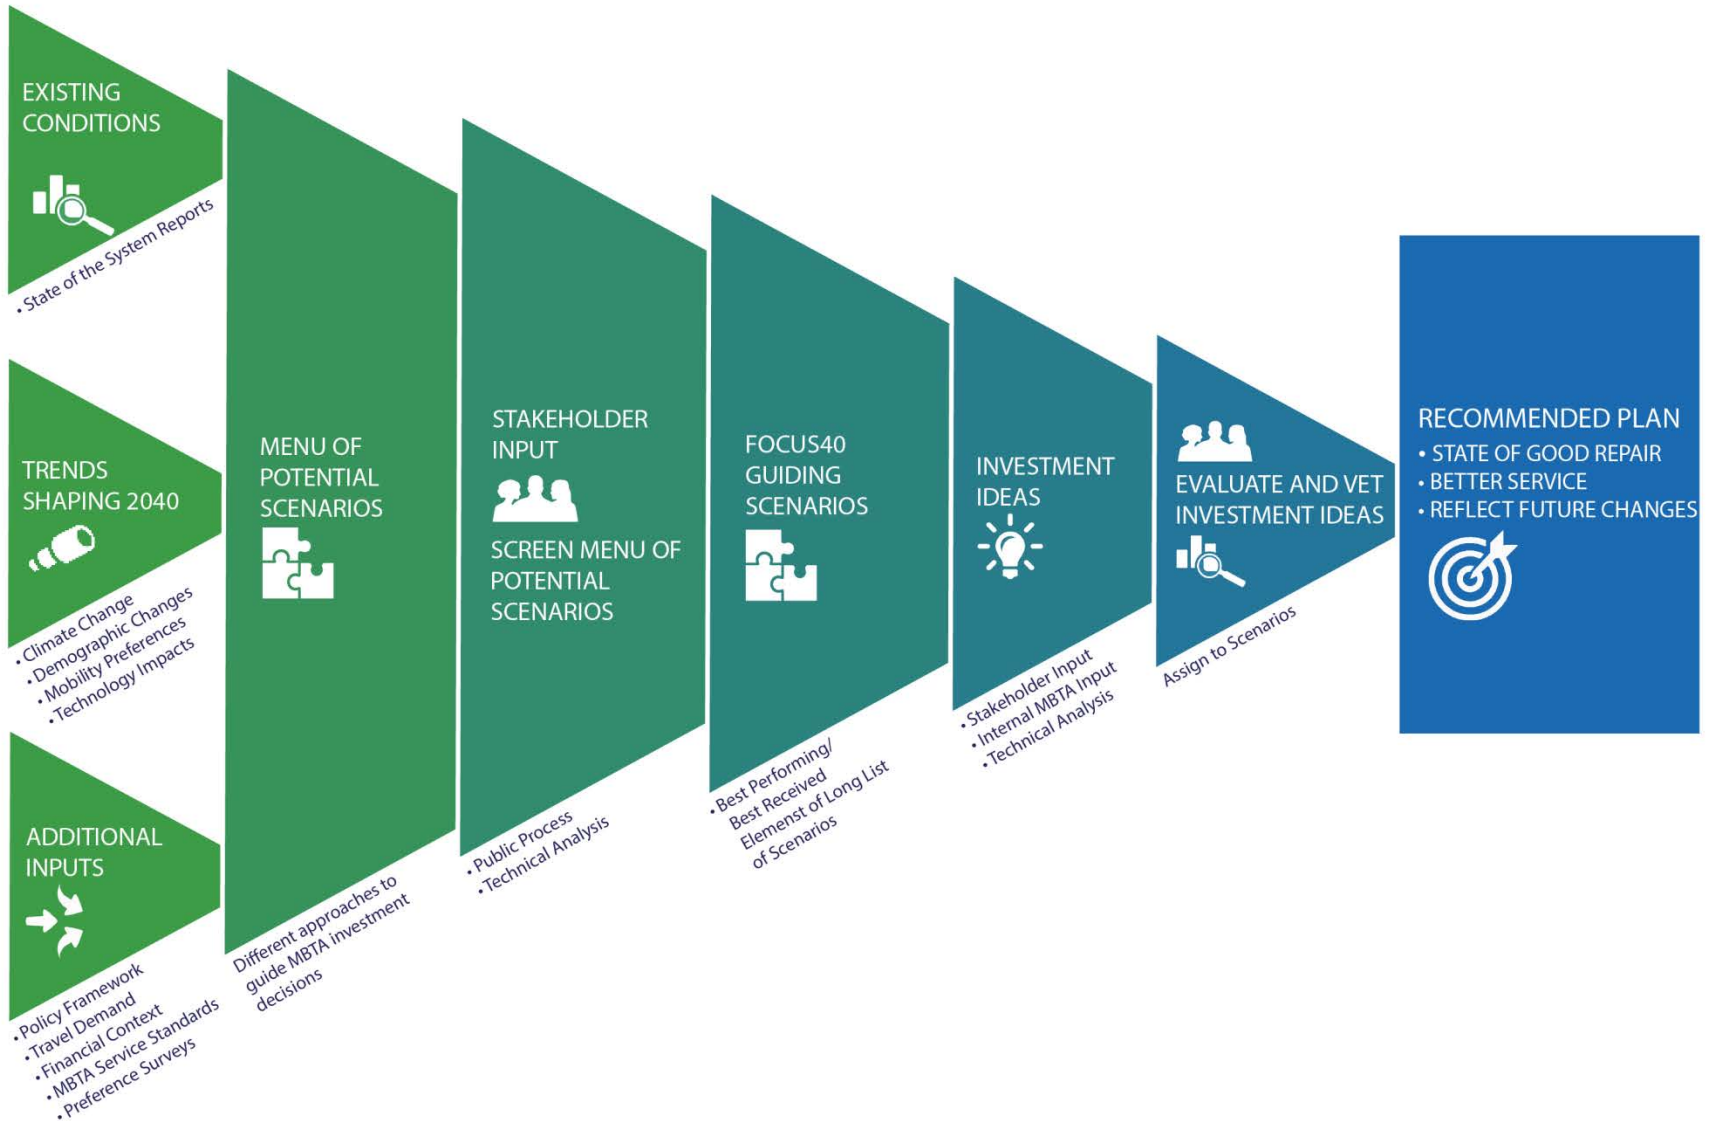 EXISTING
CONDITIONS
• State of the System Reports
TRENDS
SHAPING 2040
• Climate Change
• Demographic Changes
• Mobility Preferences
• Technology Impacts
ADDITIONAL
INPUTS
• Policy Framework
• Travel Demand
• Financial Context
• MBTA Service Standards
• Preference Surveys
MENU OF
POTENTIAL
SCENARIOS
Different approaches to
guide MBTA investment
decisions
STAKEHOLDER
INPUT
SCREEN MENU OF
POTENTIAL
SCENARIOS
• Public Process
• Technical Analysis
FOCUS40
GUIDING
SCENARIOS
• Best Performing/
Best Received
Elemenst of Long List
of Scenarios
INVESTMENT
IDEAS
• Stakeholder Input
• Internal MBTA Input
• Technical Analysis
EVALUATE AND VET
INVESTMENT IDEAS
Assign to Scenarios
RECOMMENDED PLAN
• STATE OF GOOD REPAIR
• BETTER SERVICE
• REFLECT FUTURE CHANGES